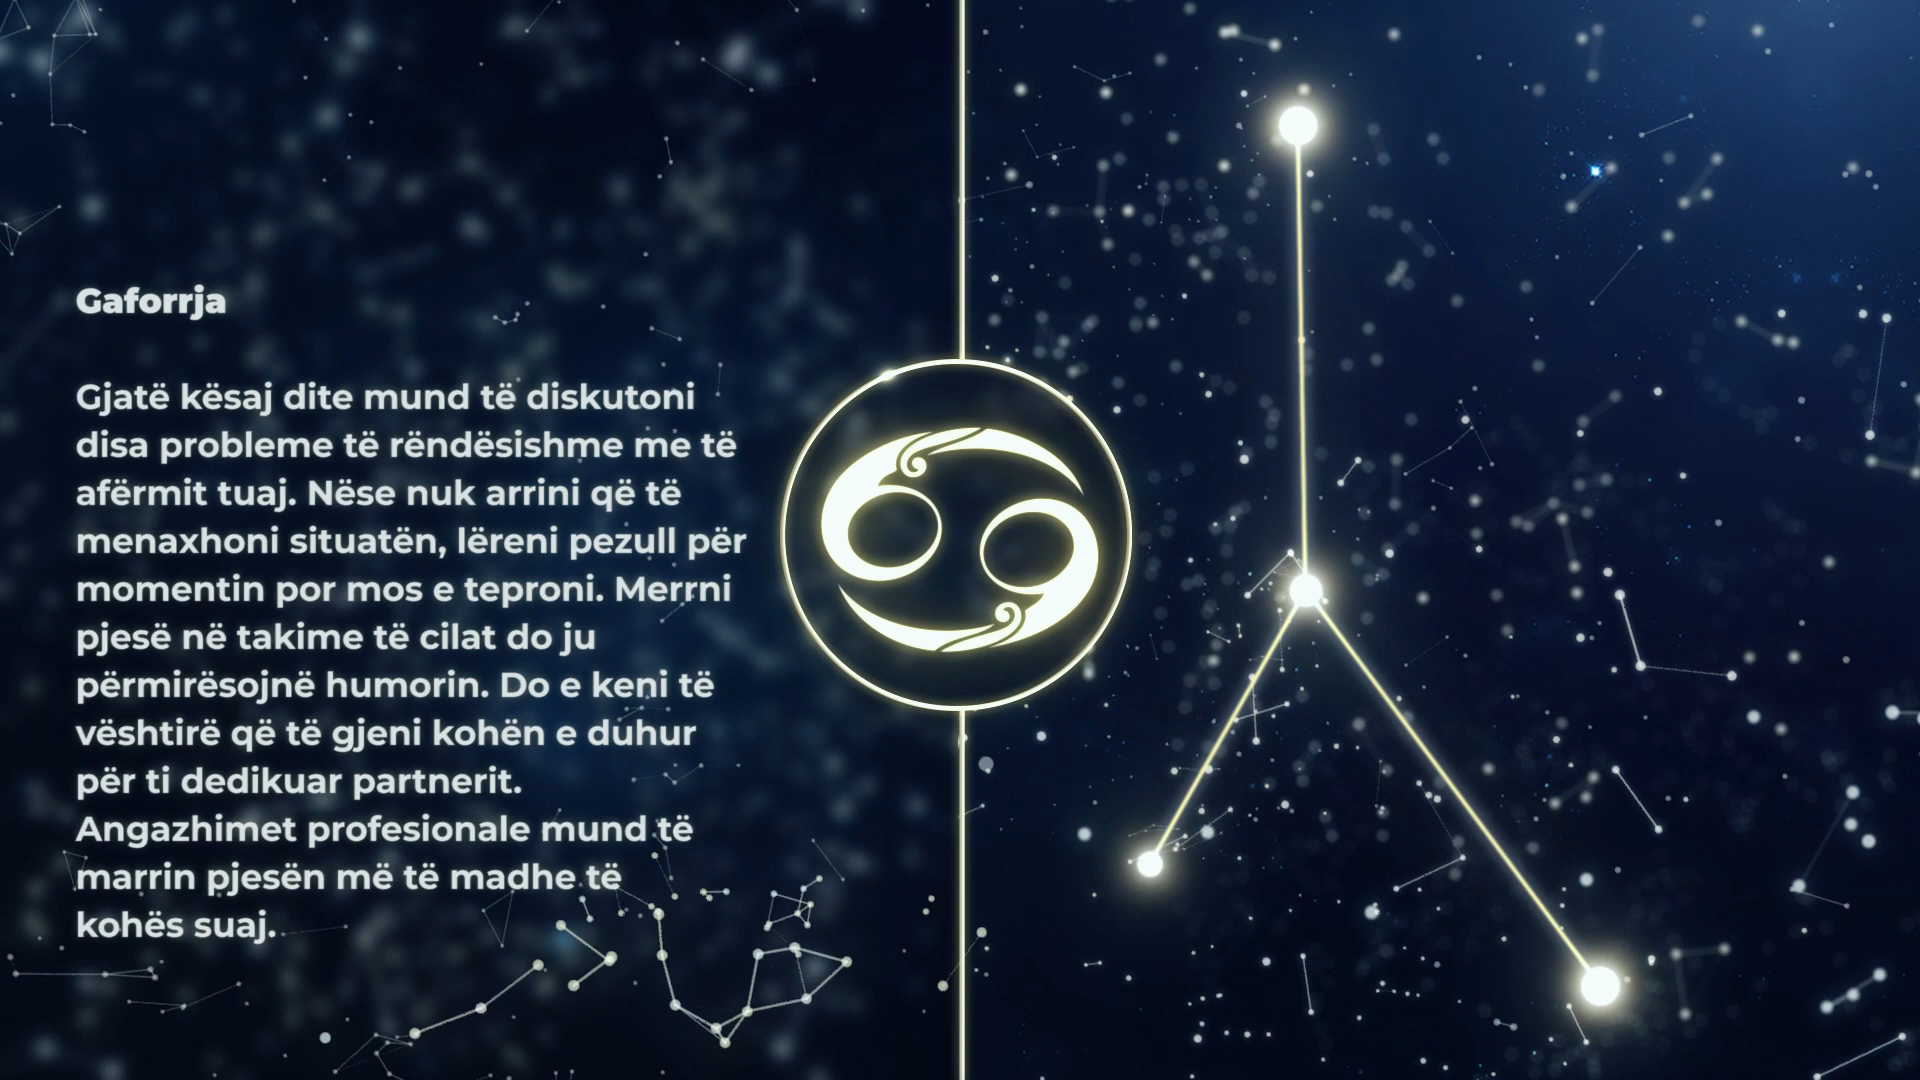 Gaforrja
Gjatë kësaj dite mund të diskutoni
disa probleme të rëndësishme me të
afërmit tuaj. Nëse nuk arrini që të
menaxhoni situatën, lëreni pezull për
momentin por mos e teproni. Merrni
pjesë në takime të cilat do ju
përmirësojnë humorin. Do e keni të
vështirë që të gjeni kohën e duhur
për ti dedikuar partnerit.
Angazhimet profesionale mund të
marrin pjesën më të madhe të
kohës suaj.